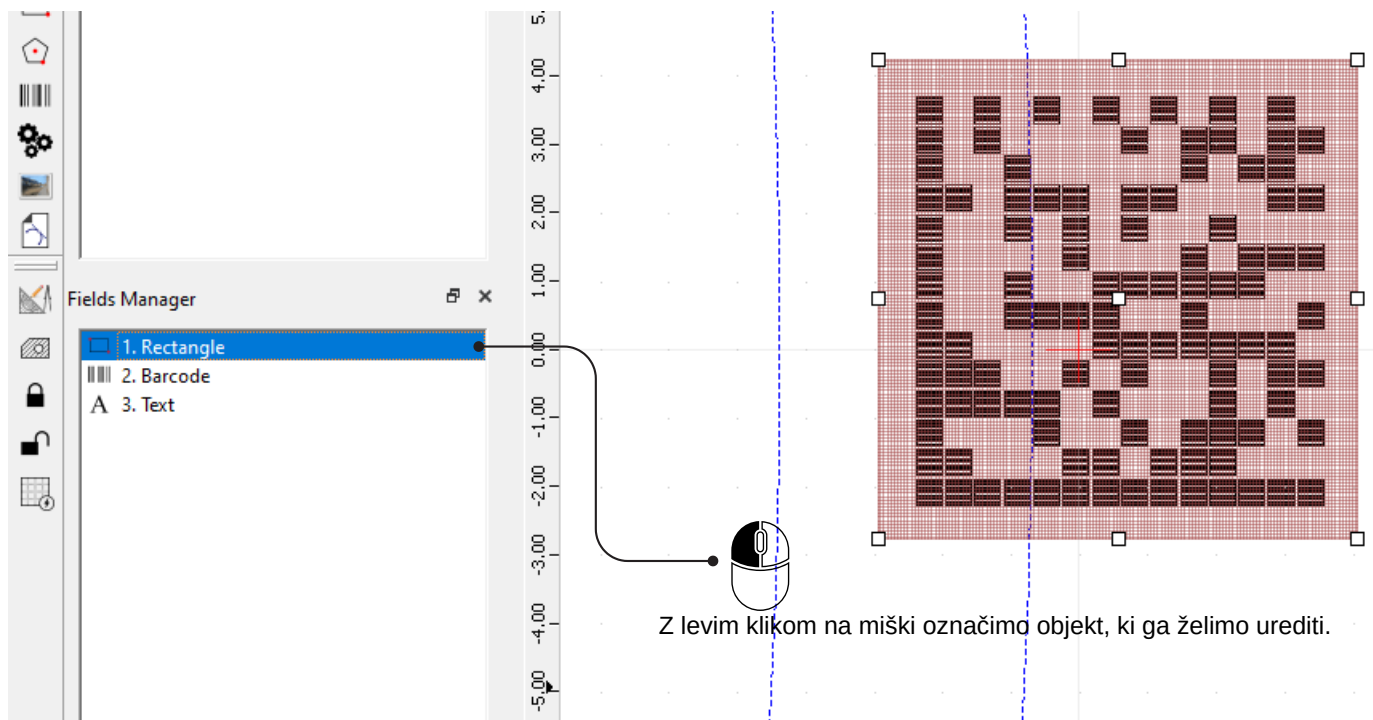 5.
4.00
3.00
2.00
1.00
Fields Manager
1. Rectangle
0.00
2. Barcode
A 3. Text
-1.00
-2.00
-3.00
-4.00
Z levim klikom na miški označimo objekt, ki ga želimo urediti.
-5.00